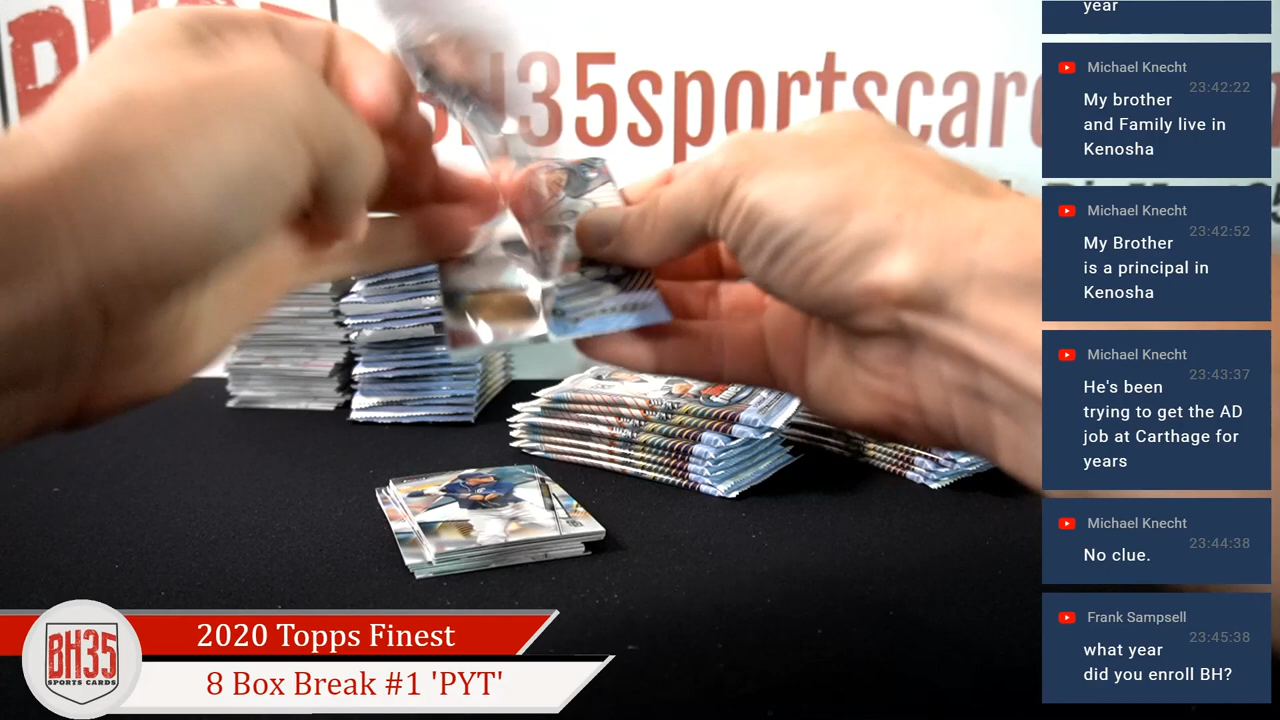 H35sportscar
year
Michael Knecht
23:42:22
My brother
and Family live in
Kenosha
Michael Knecht
23:42:52
My Brother
is a principal in
Kenosha
Michael Knecht
23:43:37
He's been
trying to get the AD
job at Carthage for
years
Michael Knecht
23:44:38
No clue.
Frank Sampsell
23:45:38
what year
did you enroll BH?
BH35
SPORTS CARDS
2020 Topps Finest
8 Box Break #1 'PYT'